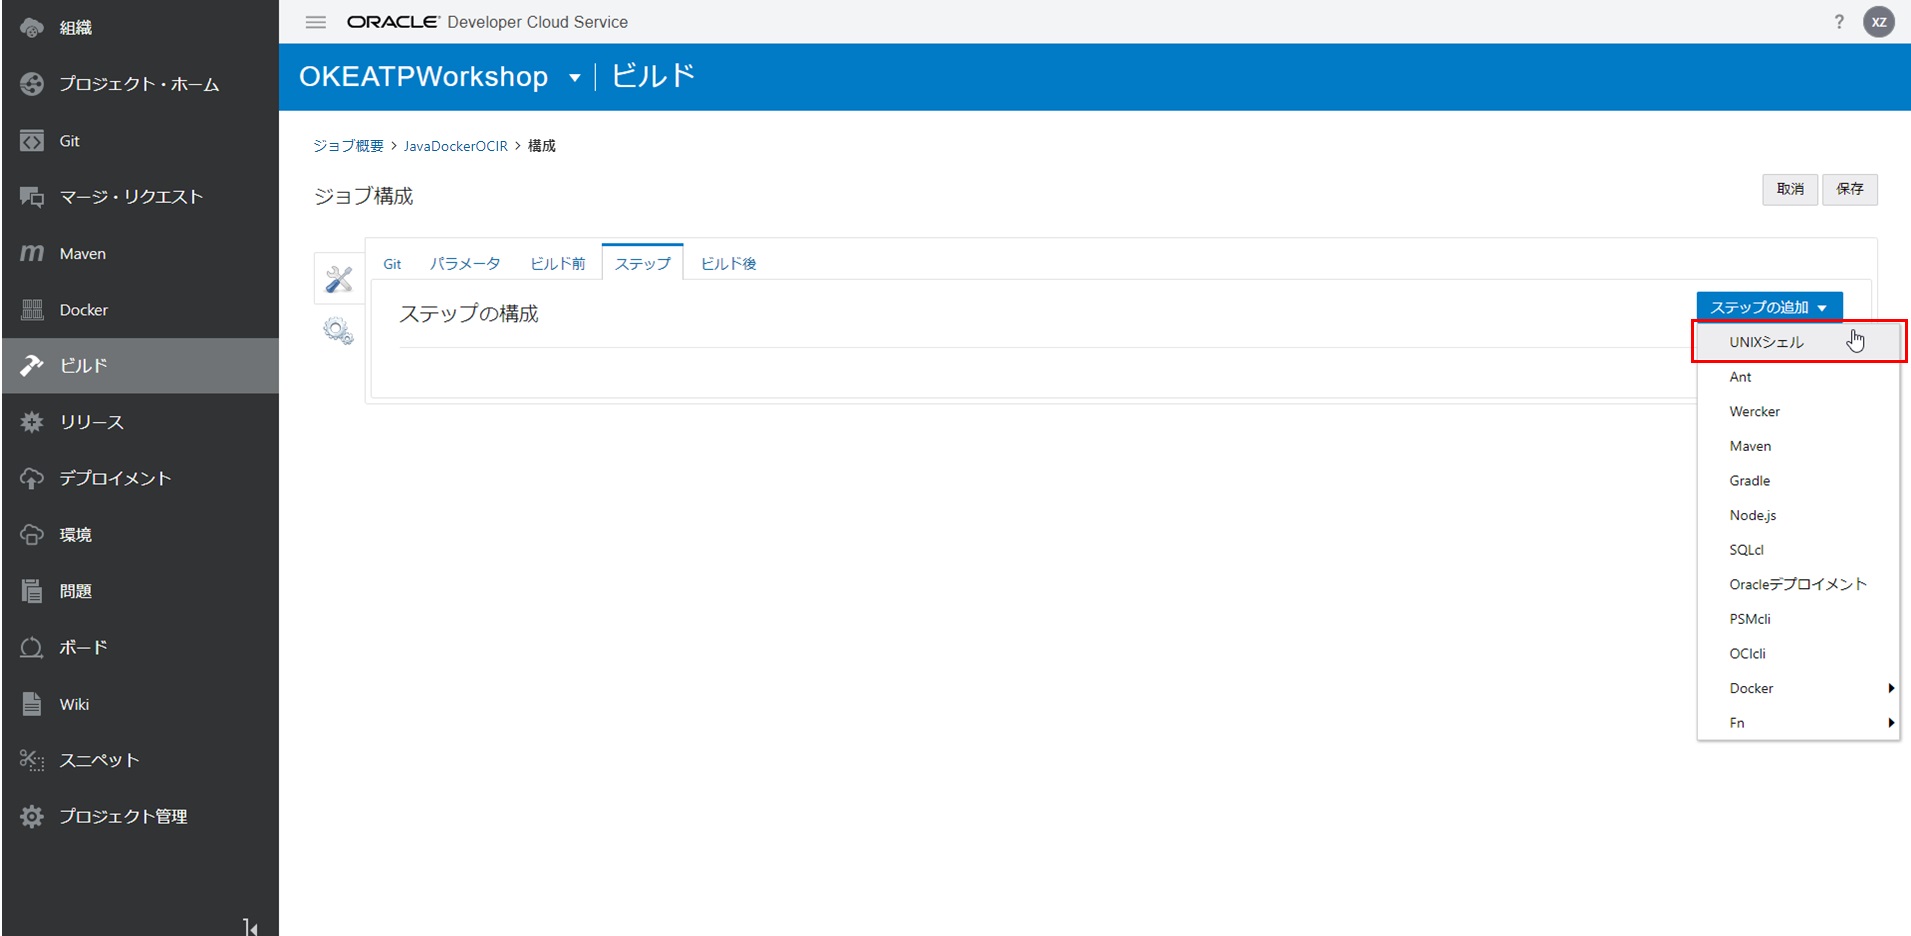 組織
プロジェクト・ホーム
Git
マージ・リクエスト
Maven
Docker
ビルド
リリース
デプロイメント
環境
問題
ボード
Wiki
スニペット
プロジェクト管理
ORACLE® Developer Cloud Service
? XZ
OKEATPWorkshop ビルド
ジョブ概要 > JavaDockerOCIR > 構成
ジョブ構成
取消 保存
Git パラメータ ビルド前 ステップ ビルド後
ステップの構成
ステップの追加
UNIXシェル
Ant
Wercker
Maven
Gradle
Node.js
SQLcl
Oracleデプロイメント
PSMcli
OCIcli
Docker
Fn